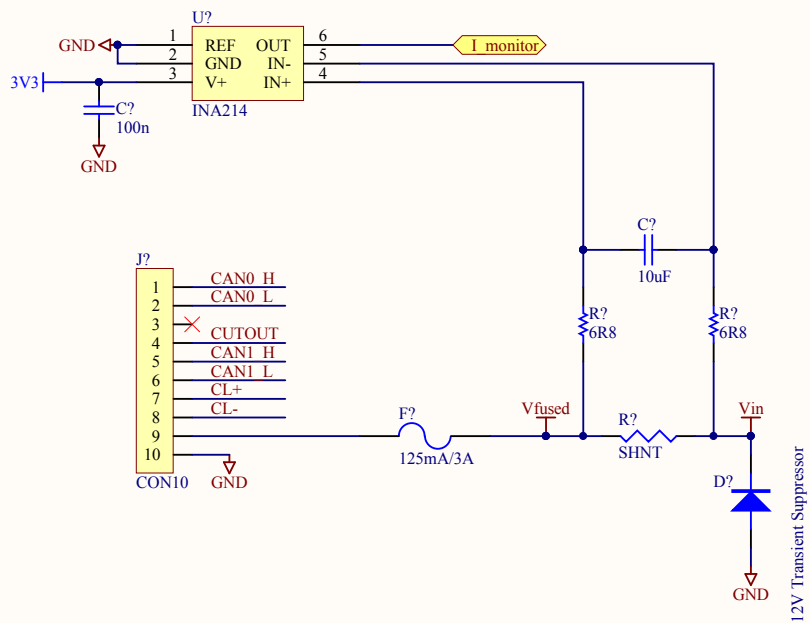 U?
GND
1
REF
OUT
6
I_monitor
2
GND
IN-
5
3V3
3
V+
IN+
4
INA214
C?
100n
GND
C?
10uF
J?
1
CAN0_H
2
CAN0_L
3
4
CUTOUT
5
CAN1_H
6
CAN1_L
7
CL+
8
CL-
9
10
GND
CON10
R?
6R8
R?
6R8
F?
125mA/3A
Vfused
R?
SHNT
Vin
D?
GND
12V Transient Suppressor